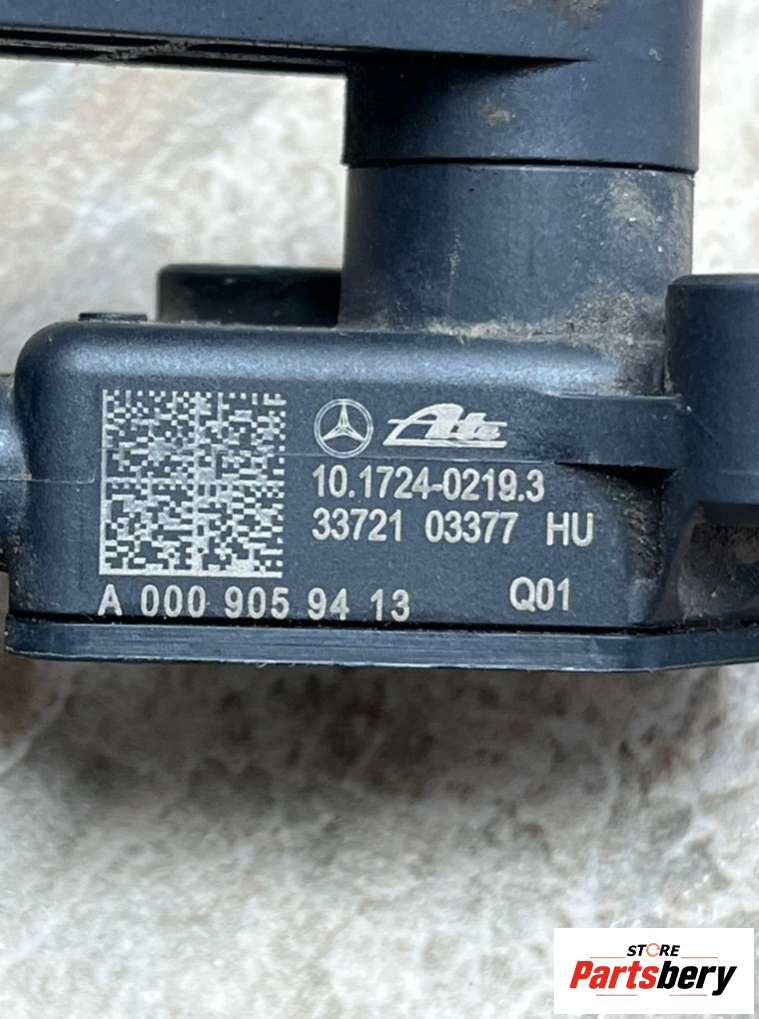 Ate
10.1724-0219.3
33721 03377 HU
A 000 905 94 13 Q01
STORE
Partsbery